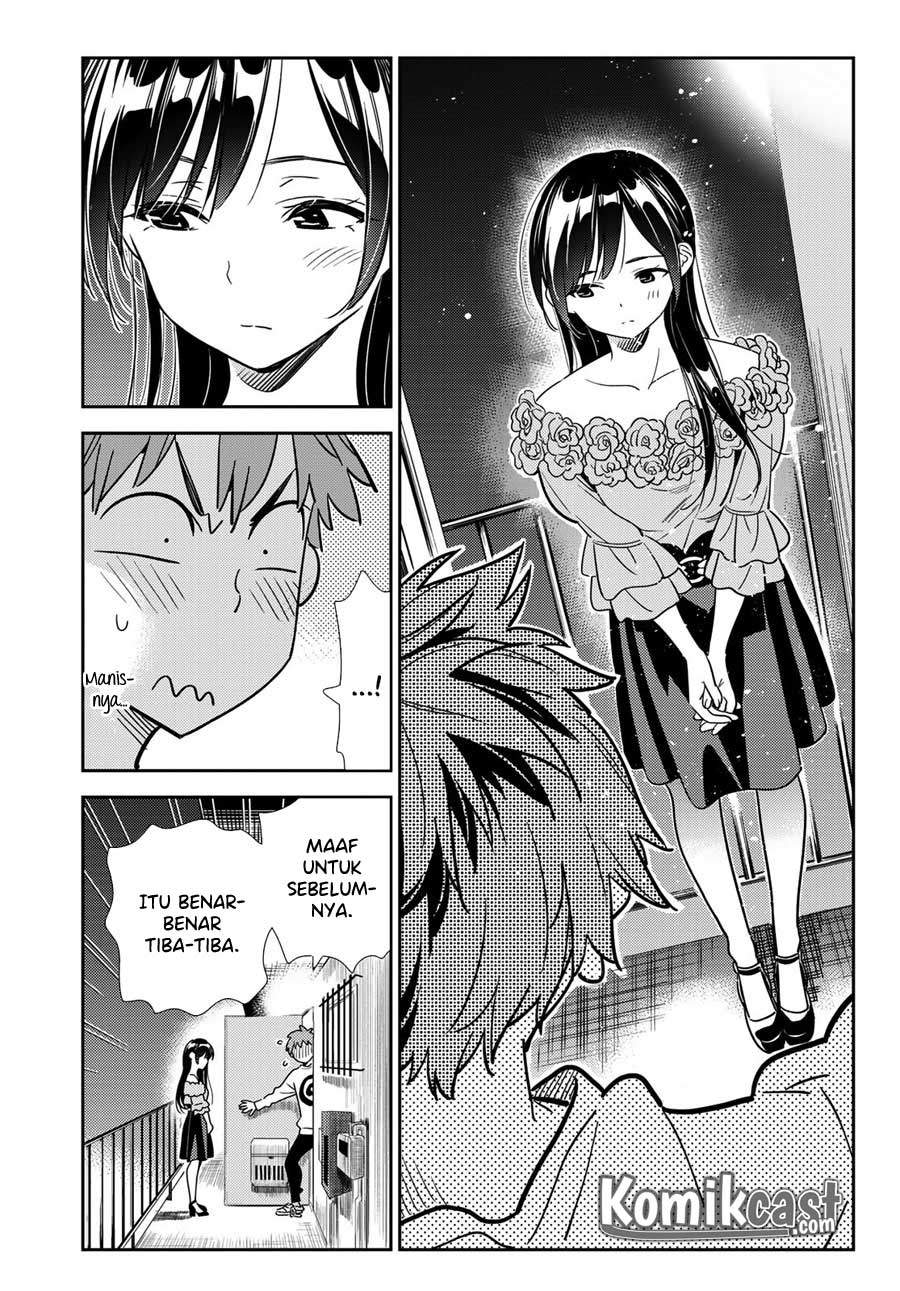 ....!
Manis-
nya...
MAAF
UNTUK
SEBELUM-
NYA.
ITU BENAR-
BENAR
TIBA-TIBA.
Komikcast
.com